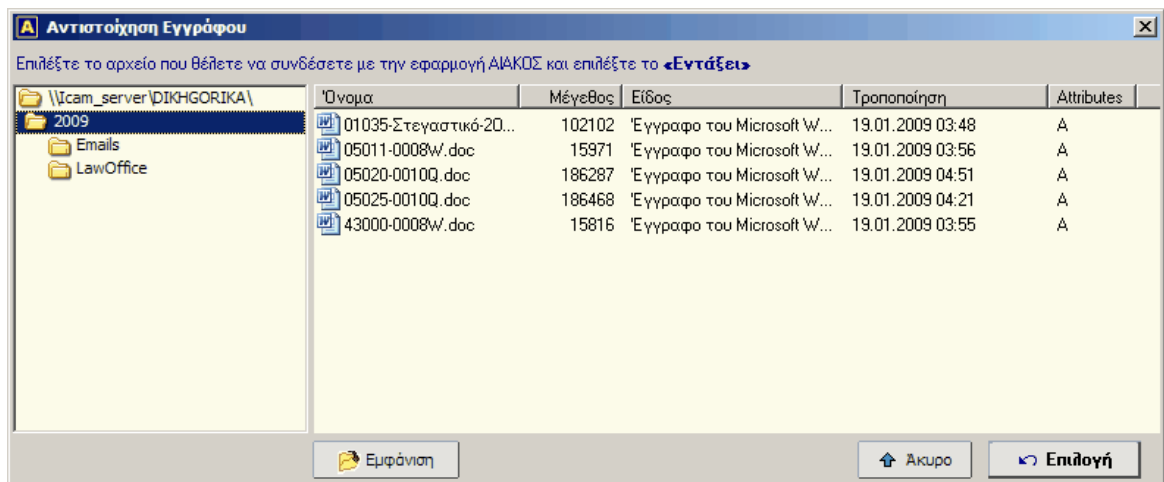 Αντιστοίχηση Εγγράφου
Επιλέξτε το αρχείο που θέλετε να συνδέσετε με την εφαρμογή ΑΙΑΚΟΣ και επιλέξτε το «Εντάξει»
\\Icam_server\DIKHGORIKA\
2009
Emails
LawOffice
Όνομα Μέγεθος Είδος Τροποποίηση Attributes
01035-Στεγαστικό-20... 102102 Έγγραφο του Microsoft W... 19.01.2009 03:48 A
05011-0008W.doc 15971 Έγγραφο του Microsoft W... 19.01.2009 03:56 A
05020-0010Q.doc 186287 Έγγραφο του Microsoft W... 19.01.2009 04:51 A
05025-0010Q.doc 186468 Έγγραφο του Microsoft W... 19.01.2009 04:21 A
43000-0008W.doc 15816 Έγγραφο του Microsoft W... 19.01.2009 03:55 A
Εμφάνιση Άκυρο Επιλογή